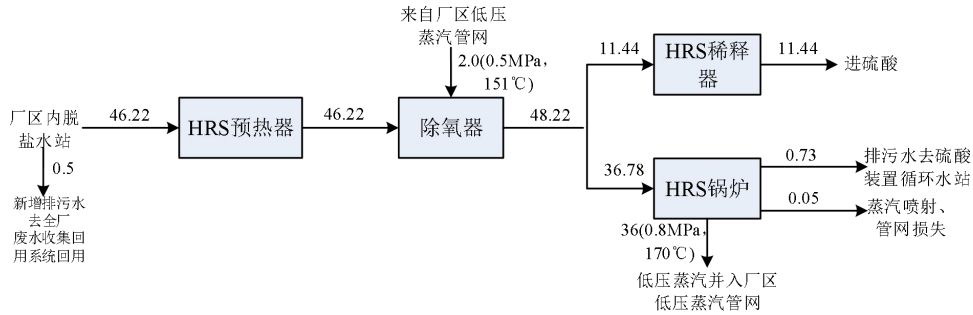 来自厂区低压
蒸汽管网
2.0(0.5MPa,
151℃)
11.44
HRS稀释
器
11.44
进硫酸
厂区内脱
盐水站
46.22
HRS预热器
46.22
除氧器
48.22
0.5
新增排污水
去全厂
废水收集回
用系统回用
36.78
HRS锅炉
0.73
排污水去硫酸
装置循环水站
0.05
蒸汽喷射、
管网损失
36(0.8MPa,
170℃)
低压蒸汽并入厂区
低压蒸汽管网